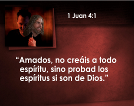 1 Juan 4:1
“Amados, no creáis a todo
espíritu, sino probad los
espíritus si son de Dios.”